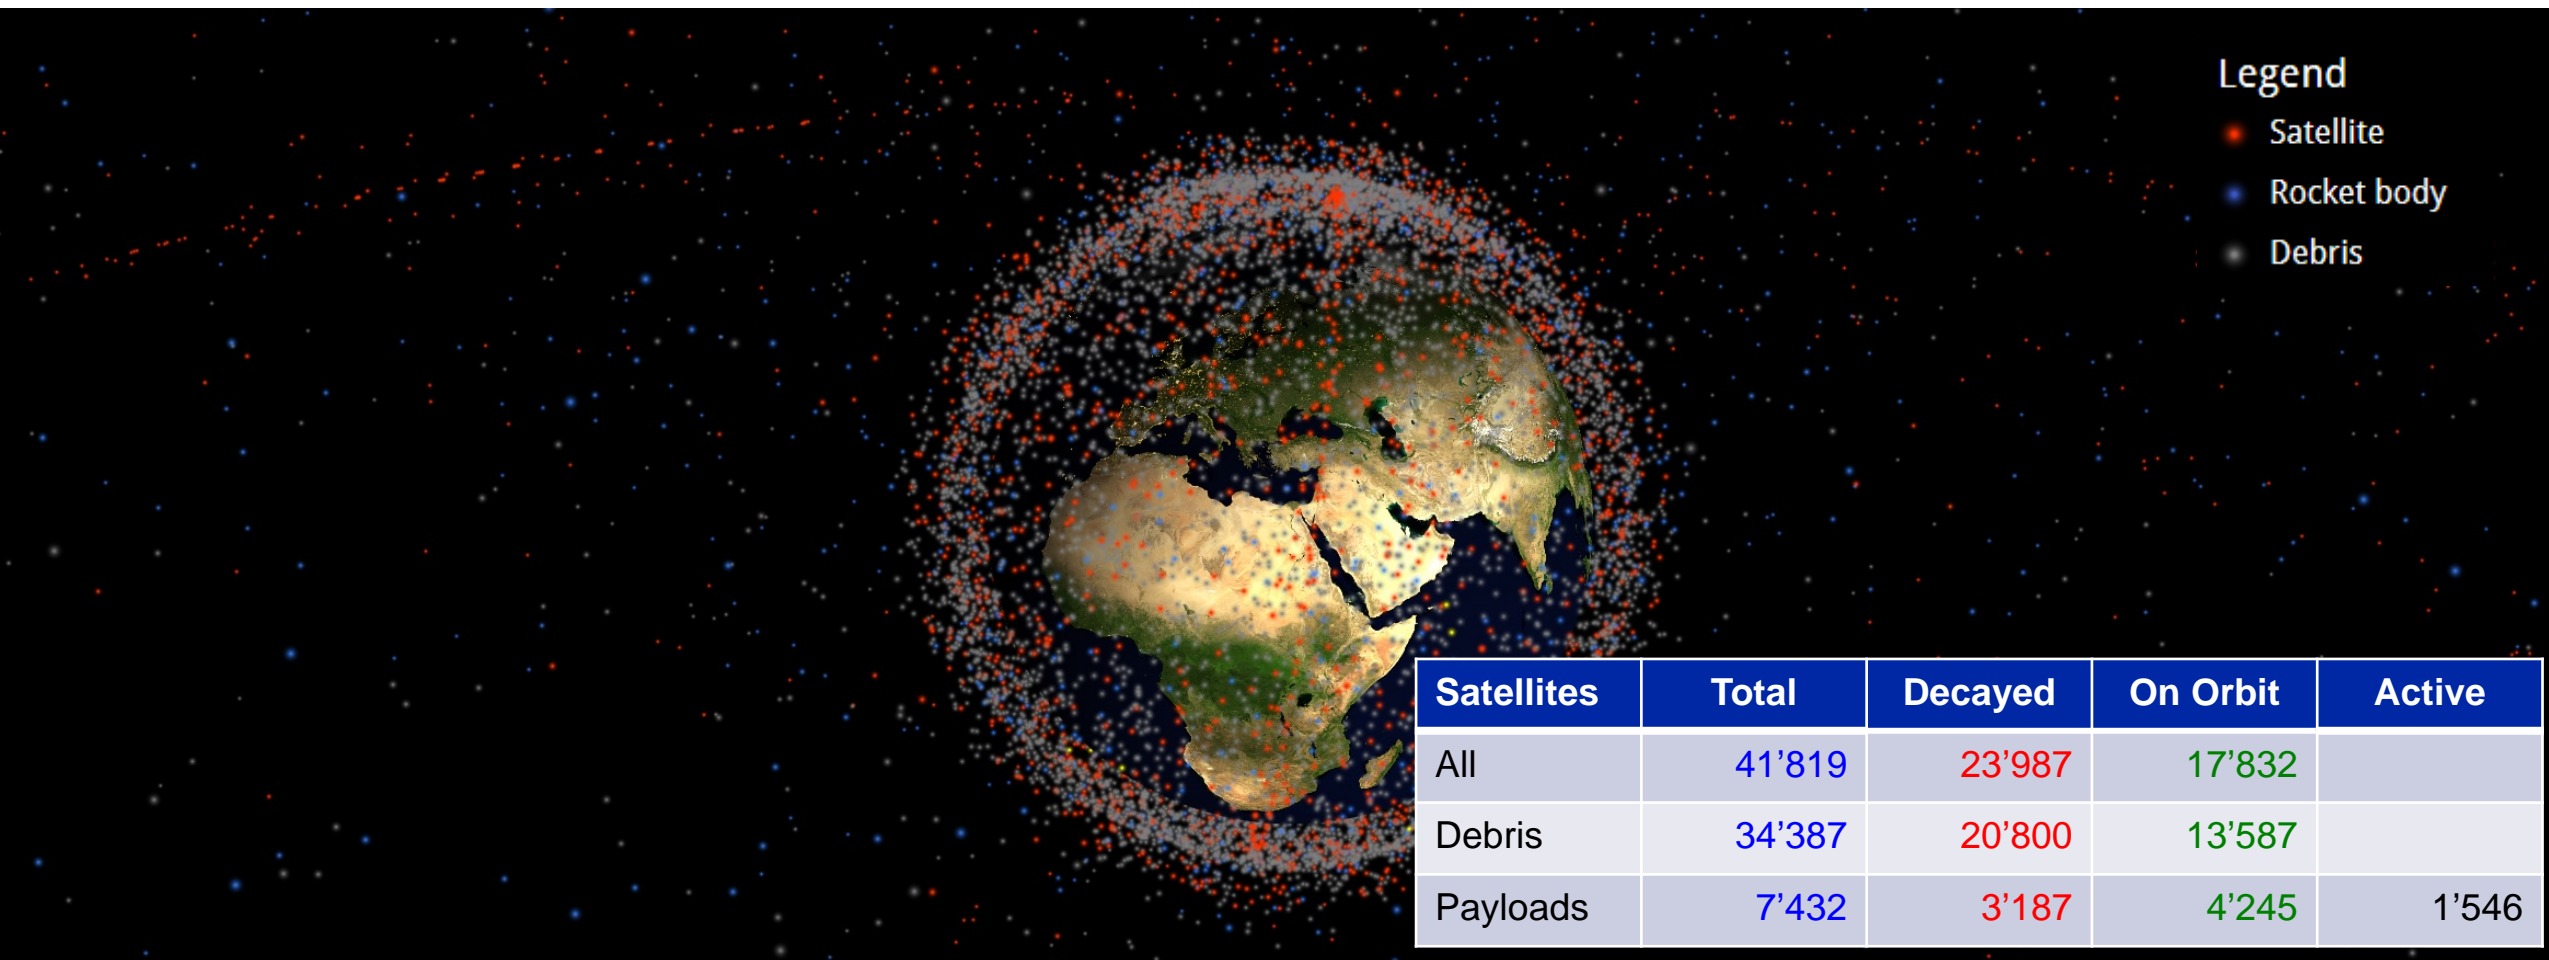 Legend
Satellite
Rocket body
Debris
Satellites Total Decayed On Orbit Active
All 41’819 23’987 17’832
Debris 34’387 20’800 13’587
Payloads 7’432 3’187 4’245 1’546